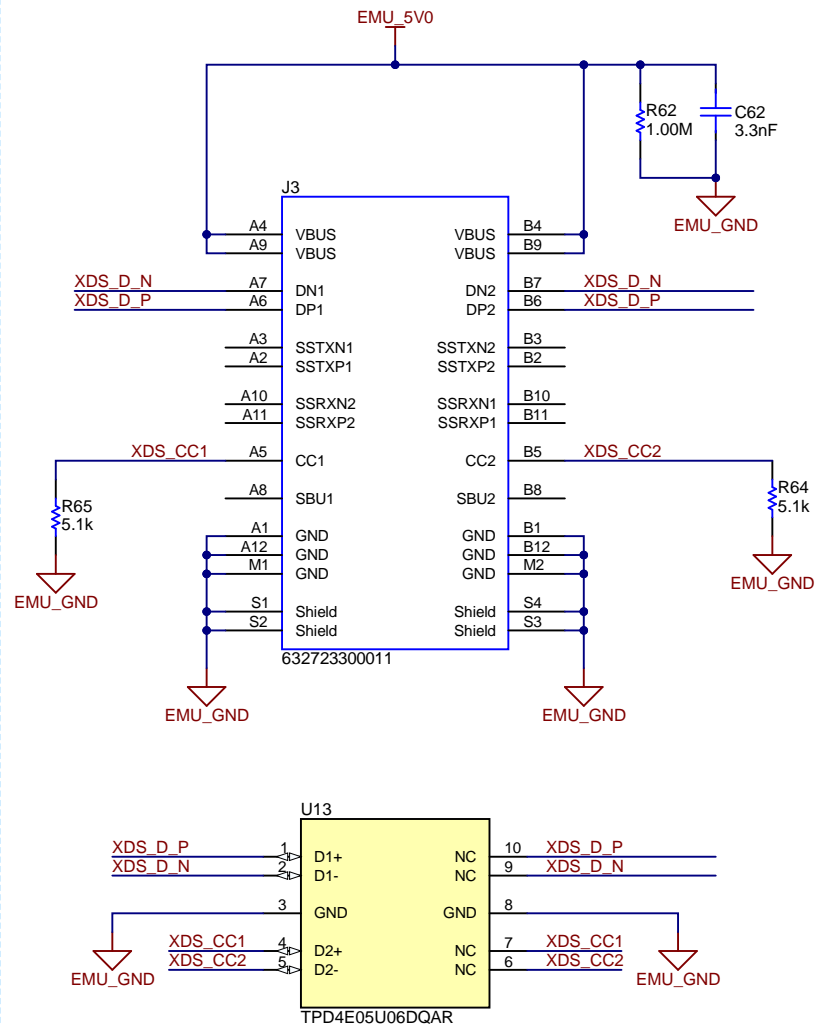 EMU_5V0
R62
1.00M
C62
3.3nF
EMU_GND
J3
A4 VBUS VBUS B4
A9 VBUS VBUS B9
XDS_D_N A7 DN1 DN2 B7 XDS_D_N
XDS_D_P A6 DP1 DP2 B6 XDS_D_P
A3 SSTXN1 SSTXN2 B3
A2 SSTXP1 SSTXP2 B2
A10 SSRXN2 SSRXN1 B10
A11 SSRXP2 SSRXP1 B11
XDS_CC1 A5 CC1 CC2 B5 XDS_CC2
A8 SBU1 SBU2 B8
R65
5.1k
EMU_GND
R64
5.1k
EMU_GND
A1 GND GND B1
A12 GND GND B12
M1 GND GND M2
S1 Shield Shield S4
S2 Shield Shield S3
632723300011
EMU_GND
EMU_GND
U13
XDS_D_P 1 D1+ NC 10 XDS_D_P
XDS_D_N 2 D1- NC 9 XDS_D_N
3 GND GND 8
XDS_CC1 4 D2+ NC 7 XDS_CC1
XDS_CC2 5 D2- NC 6 XDS_CC2
EMU_GND
EMU_GND
TPD4E05U06DQAR